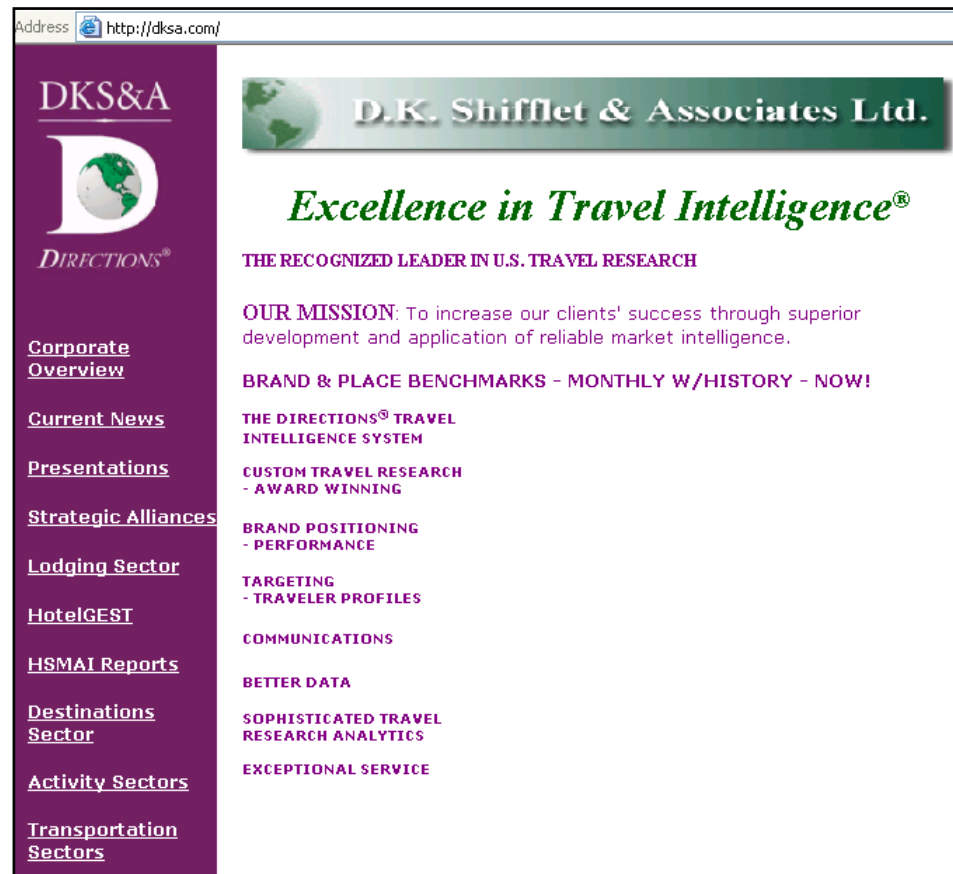 Address http://dksa.com/
DKS&A
D
DIRECTIONS®
Corporate
Overview
Current News
Presentations
Strategic Alliances
Lodging Sector
HotelGEST
HSMAI Reports
Destinations
Sector
Activity Sectors
Transportation
Sectors
D.K. Shifflet & Associates Ltd.
Excellence in Travel Intelligence®
THE RECOGNIZED LEADER IN U.S. TRAVEL RESEARCH
OUR MISSION: To increase our clients' success through superior
development and application of reliable market intelligence.
BRAND & PLACE BENCHMARKS - MONTHLY W/HISTORY - NOW!
THE DIRECTIONS® TRAVEL
INTELLIGENCE SYSTEM
CUSTOM TRAVEL RESEARCH
- AWARD WINNING
BRAND POSITIONING
- PERFORMANCE
TARGETING
- TRAVELER PROFILES
COMMUNICATIONS
BETTER DATA
SOPHISTICATED TRAVEL
RESEARCH ANALYTICS
EXCEPTIONAL SERVICE